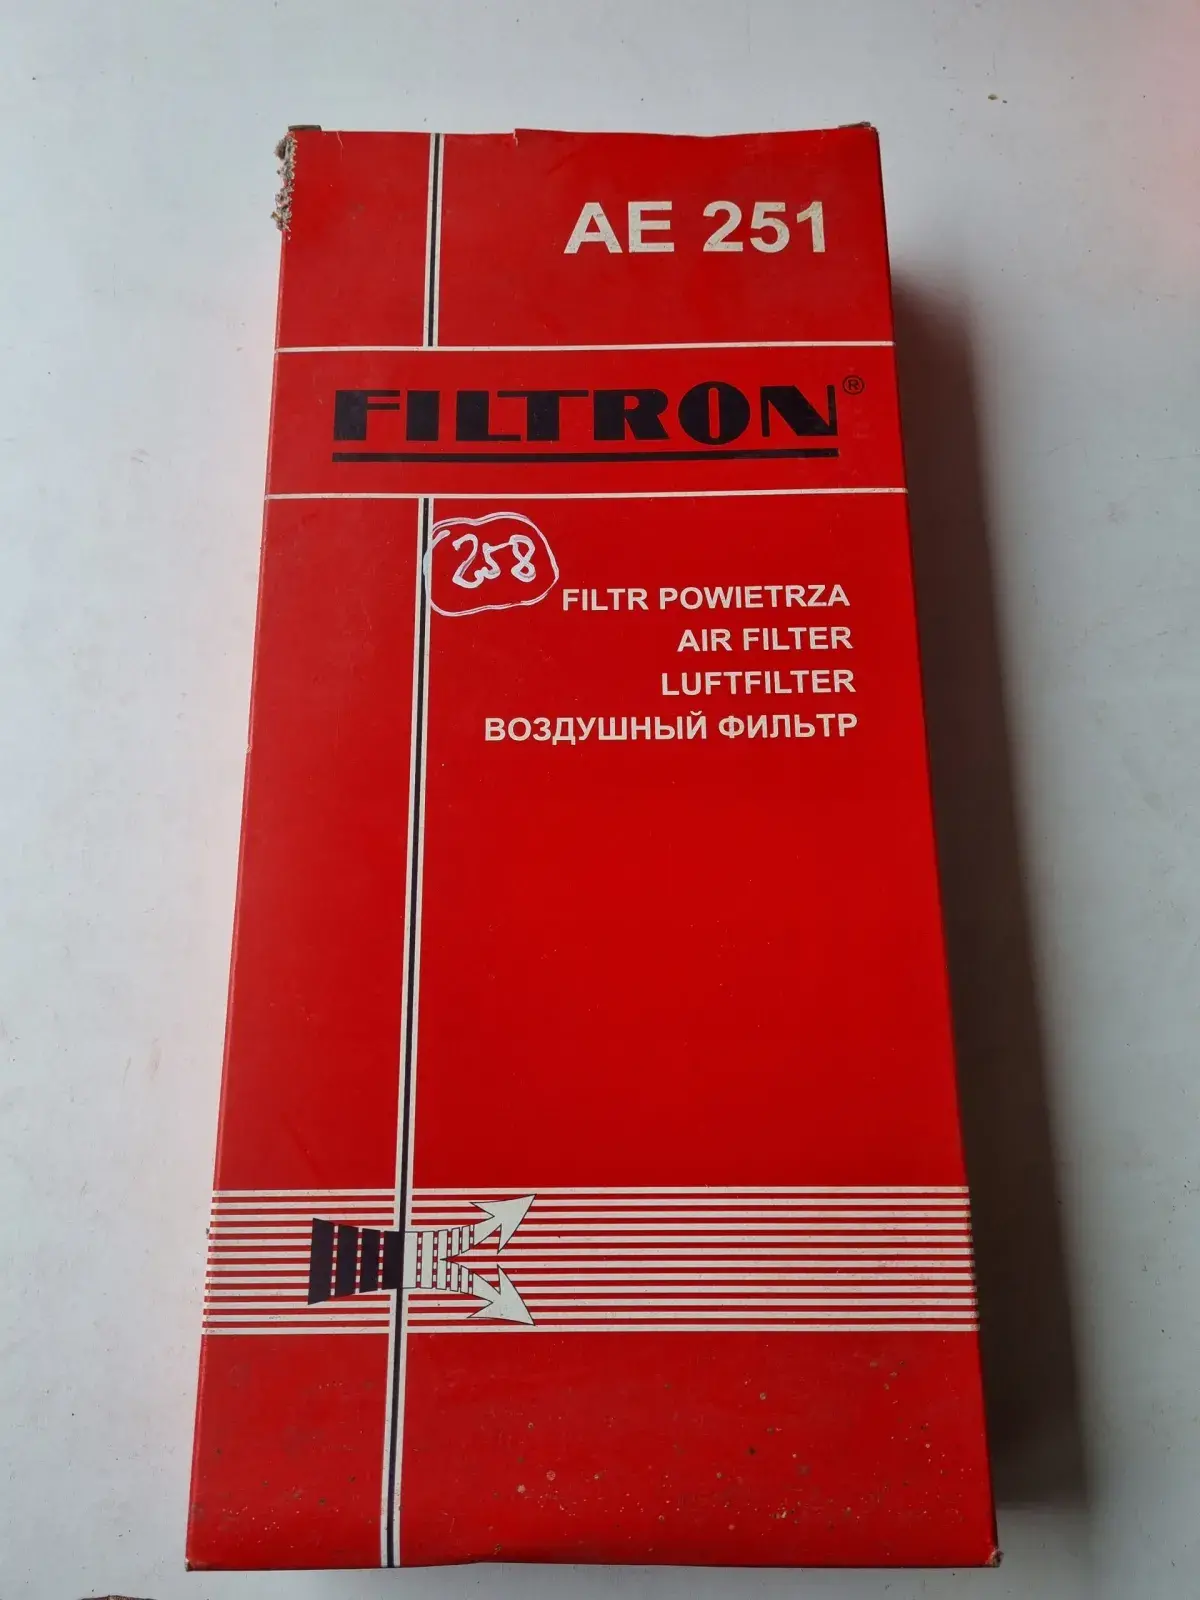 AE 251
FILTRON®
258
FILTR POWIETRZA
AIR FILTER
LUFTFILTER
ВОЗДУШНЫЙ ФИЛЬТР